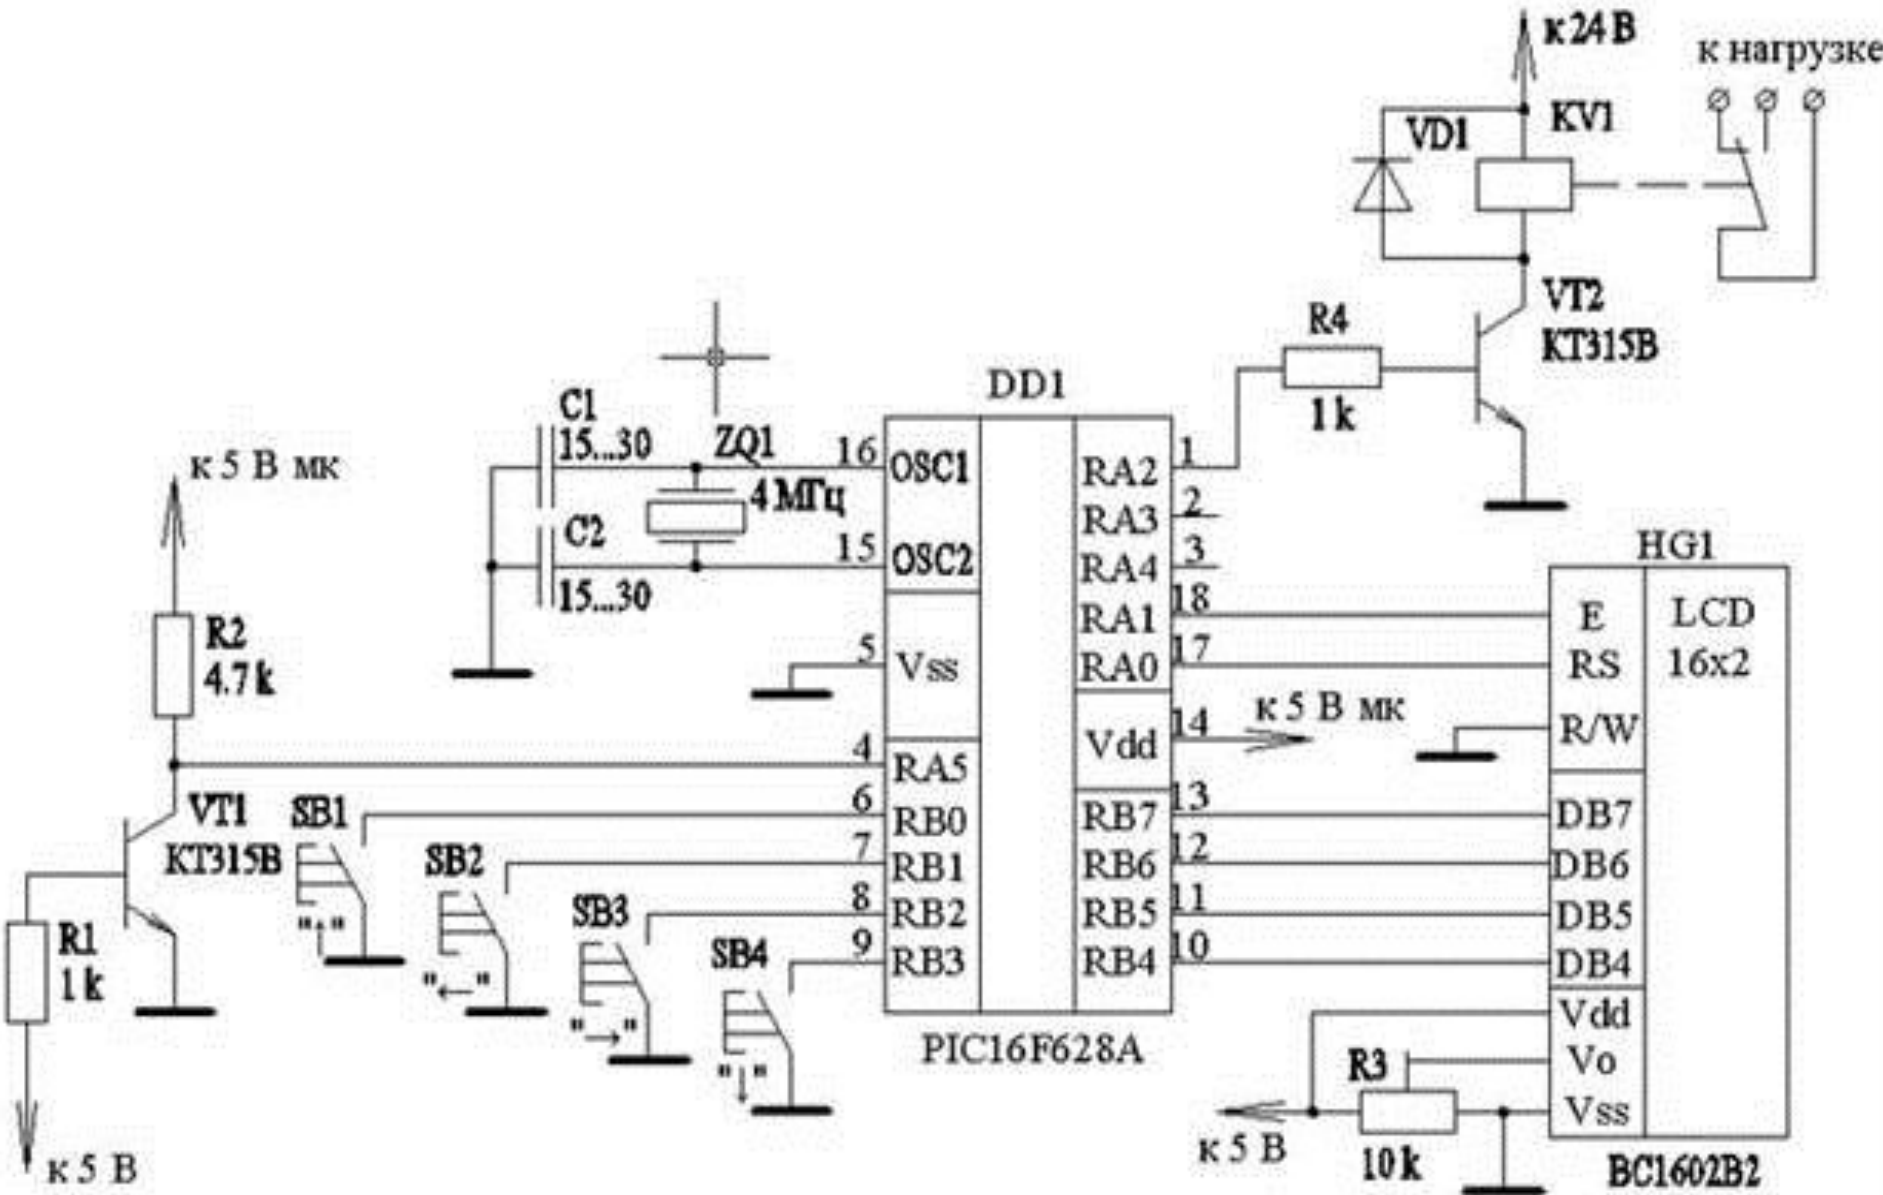 к 24 В
к нагрузке
VD1
KV1
VT2
КТ315В
R4
1 k
DD1
C1
15...30
ZQ1
4 МГц
C2
15...30
к 5 В мк
R2
4.7 k
16
OSC1
15
OSC2
5
Vss
4
RA5
6
RB0
7
RB1
8
RB2
9
RB3
RA2
1
RA3
2
RA4
3
RA1
18
RA0
17
Vdd
14
к 5 В мк
RB7
13
RB6
12
RB5
11
RB4
10
PIC16F628A
HG1
E
LCD
RS
16x2
R/W
DB7
DB6
DB5
DB4
Vdd
Vo
Vss
BC1602B2
VT1
КТ315В
SB1
"↑"
SB2
"←"
SB3
"→"
SB4
"↓"
R1
1 k
к 5 В
R3
10 k
к 5 В